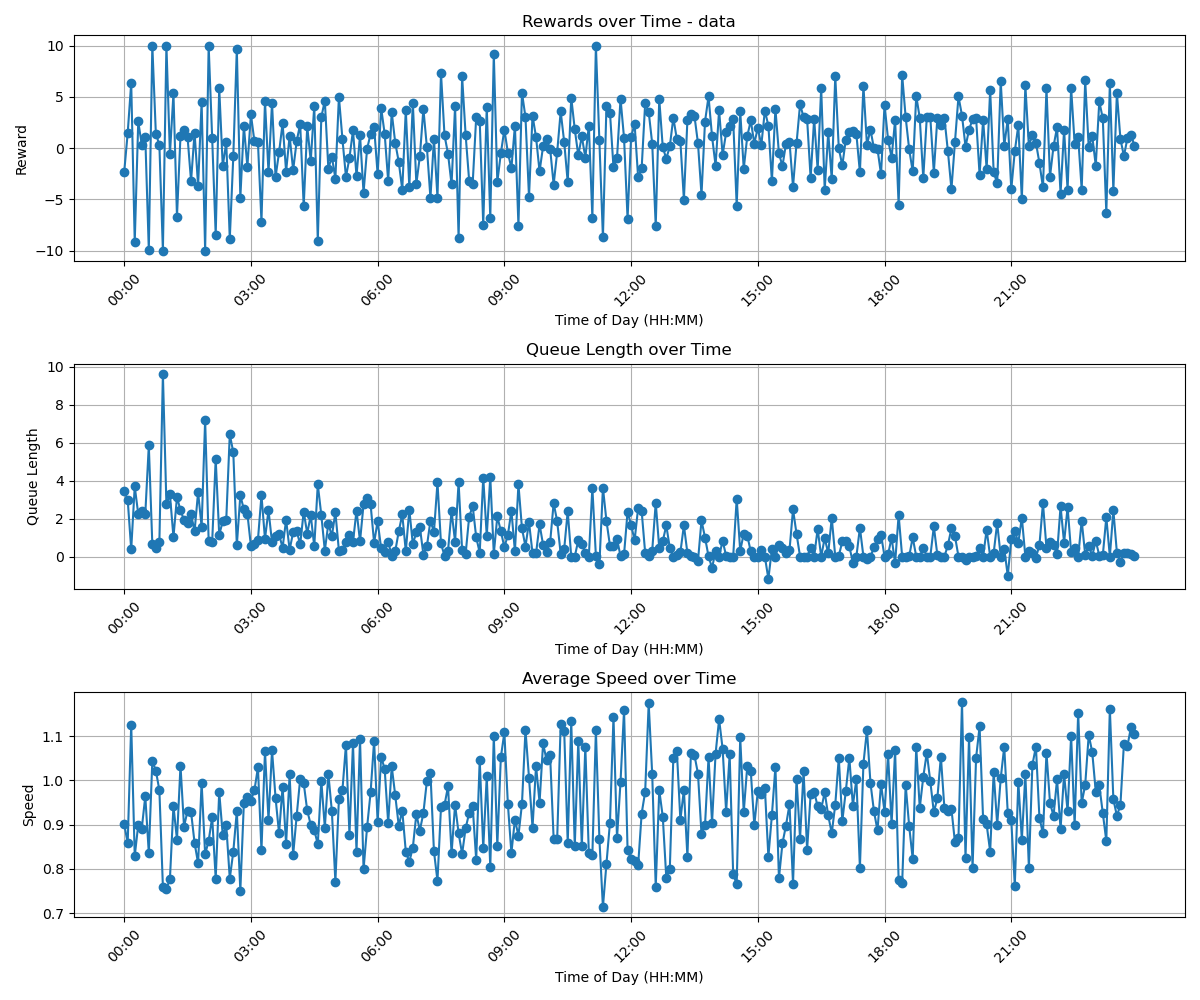 Rewards over Time - data
Reward
10
5
0
−5
−10
00:00 03:00 06:00 09:00 12:00 15:00 18:00 21:00
Time of Day (HH:MM)
Queue Length over Time
Queue Length
10
8
6
4
2
0
00:00 03:00 06:00 09:00 12:00 15:00 18:00 21:00
Time of Day (HH:MM)
Average Speed over Time
Speed
1.1
1.0
0.9
0.8
0.7
00:00 03:00 06:00 09:00 12:00 15:00 18:00 21:00
Time of Day (HH:MM)